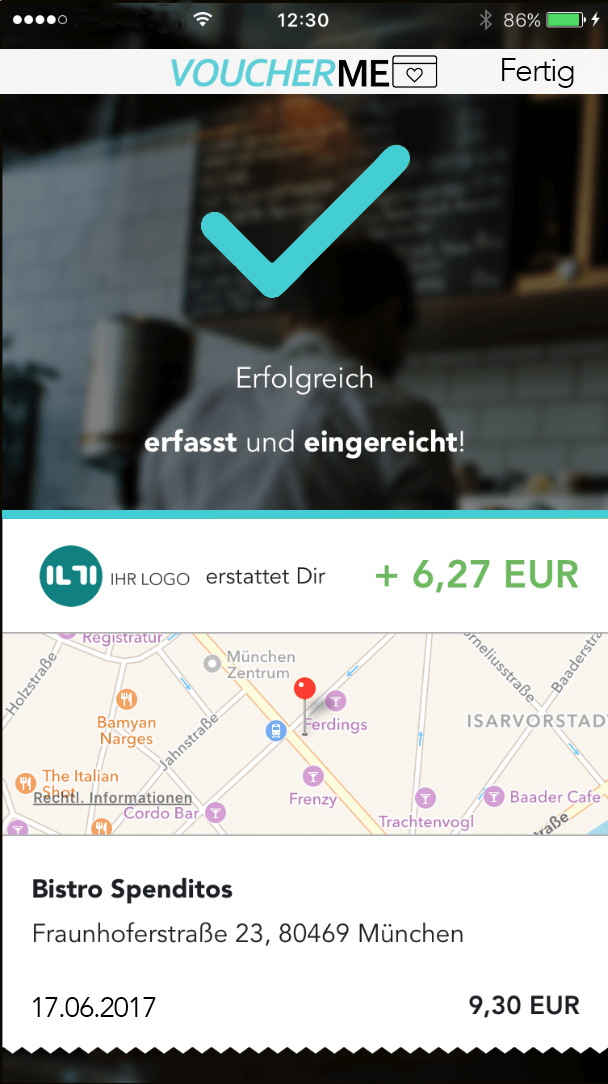 12:30
86%
VOUCHERME
Fertig
Erfolgreich
erfasst und eingereicht!
IHR LOGO erstattet Dir + 6,27 EUR
Registratur
München
Zentrum
Holzstraße
Corneliusstraße
Baaderstraße
Bamyan
Narges
Jahnstraße
Ferdings
ISARVORSTAD
The Italian
Shot
Rechtl. Informationen
Frenzy
Baader Cafe
Cordo Bar
Trachtenvogl
straße
Bistro Spenditos
Fraunhoferstraße 23, 80469 München
17.06.2017
9,30 EUR